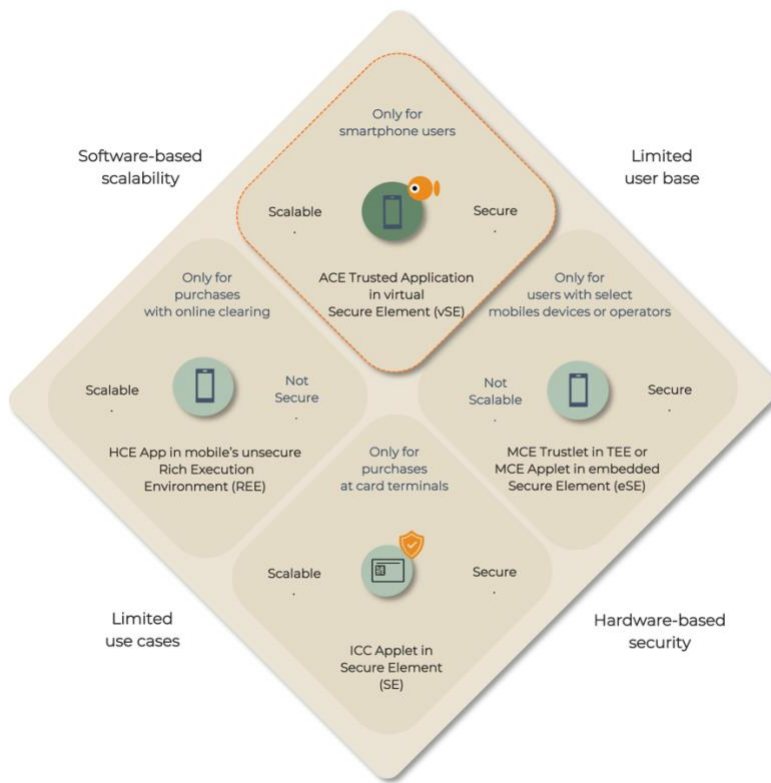 Only for
smartphone users
Software-based
scalability
Limited
user base
Scalable
Secure
ACE Trusted Application
in virtual
Secure Element (vSE)
Only for
purchases
with online clearing
Only for
users with select
mobiles devices or operators
Scalable
Not
Secure
Not
Scalable
Secure
HCE App in mobile's unsecure
Rich Execution
Environment (REE)
MCE Trustlet in TEE or
MCE Applet in embedded
Secure Element (eSE)
Only for
purchases
at card terminals
Scalable
Secure
Limited
use cases
Hardware-based
security
ICC Applet in
Secure Element
(SE)